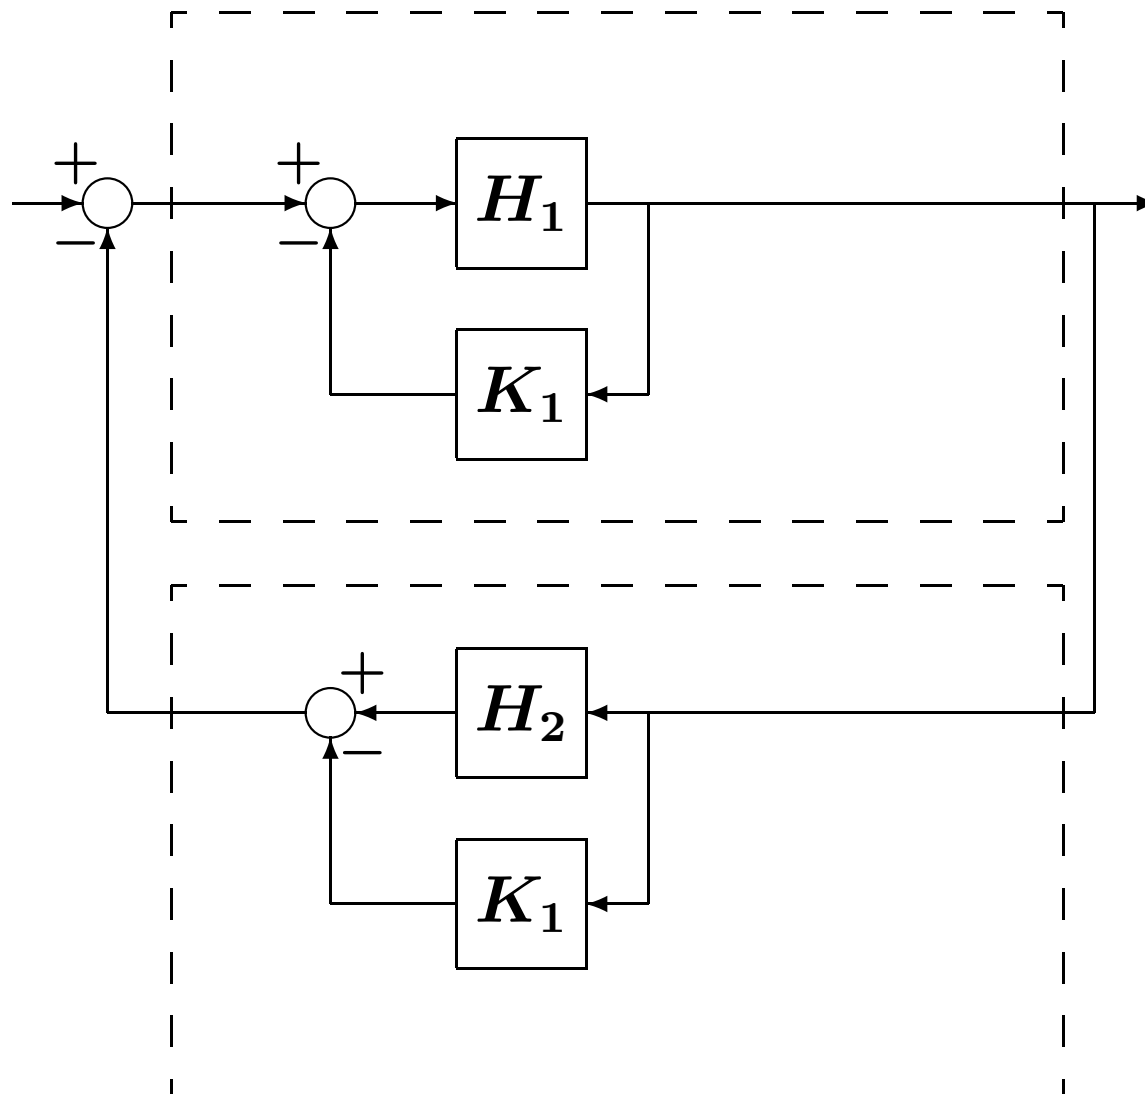 + +
H₁
− −
K₁
+
H₂
−
K₁